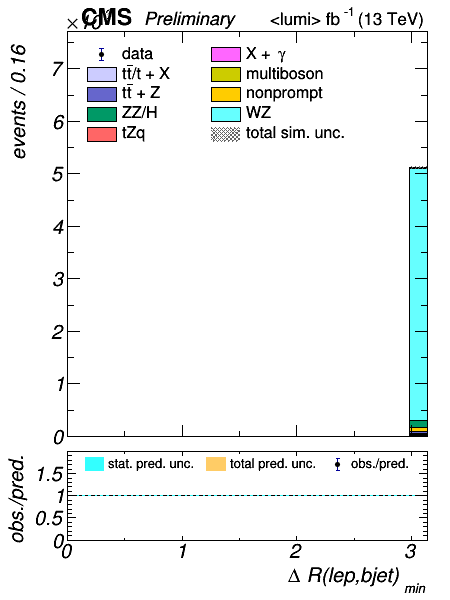 CMS Preliminary <lumi> fb⁻¹ (13 TeV)
events / 0.16
7
6
5
4
3
2
1
0
data
tt̄/t + X
tt̄ + Z
ZZ/H
tZq
X + γ
multiboson
nonprompt
WZ
total sim. unc.
obs./pred.
1.5
1
0.5
0
stat. pred. unc. total pred. unc. obs./pred.
0 1 2 3
Δ R(lep,bjet) min